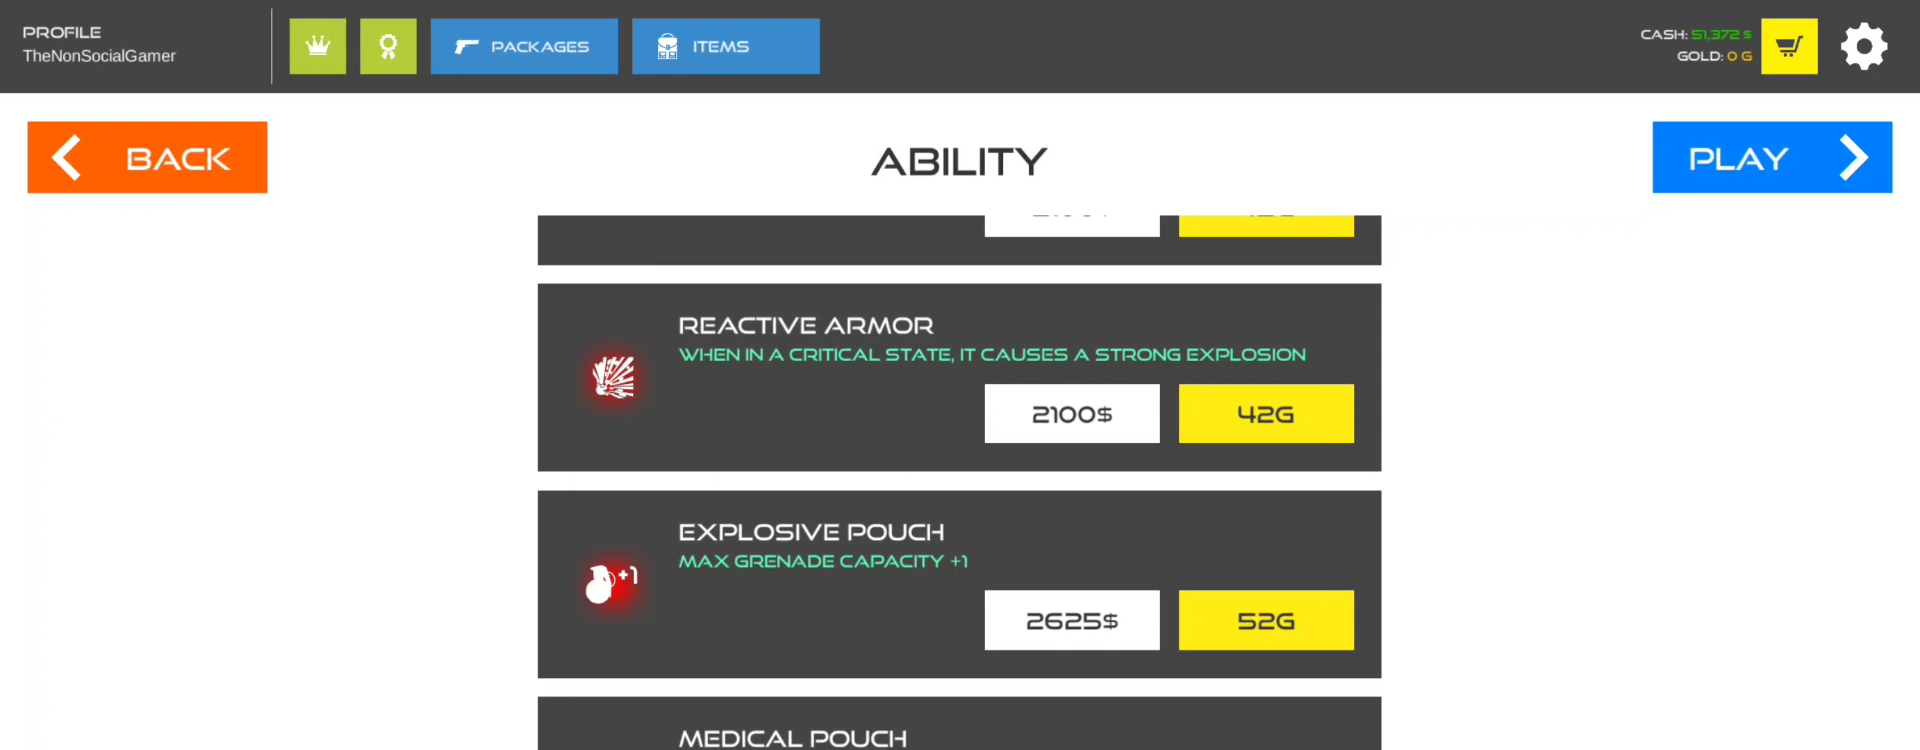 PROFILE
TheNonSocialGamer
PACKAGES
ITEMS
CASH: 51,372 $
GOLD: 0 G
BACK
ABILITY
PLAY
REACTIVE ARMOR
WHEN IN A CRITICAL STATE, IT CAUSES A STRONG EXPLOSION
2100$
42G
EXPLOSIVE POUCH
MAX GRENADE CAPACITY +1
+1
2625$
52G
MEDICAL POUCH